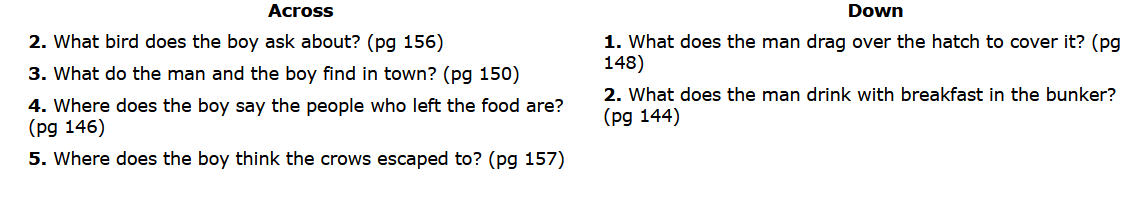 Across
2. What bird does the boy ask about? (pg 156)
3. What do the man and the boy find in town? (pg 150)
4. Where does the boy say the people who left the food are?
(pg 146)
5. Where does the boy think the crows escaped to? (pg 157)
Down
1. What does the man drag over the hatch to cover it? (pg
148)
2. What does the man drink with breakfast in the bunker?
(pg 144)